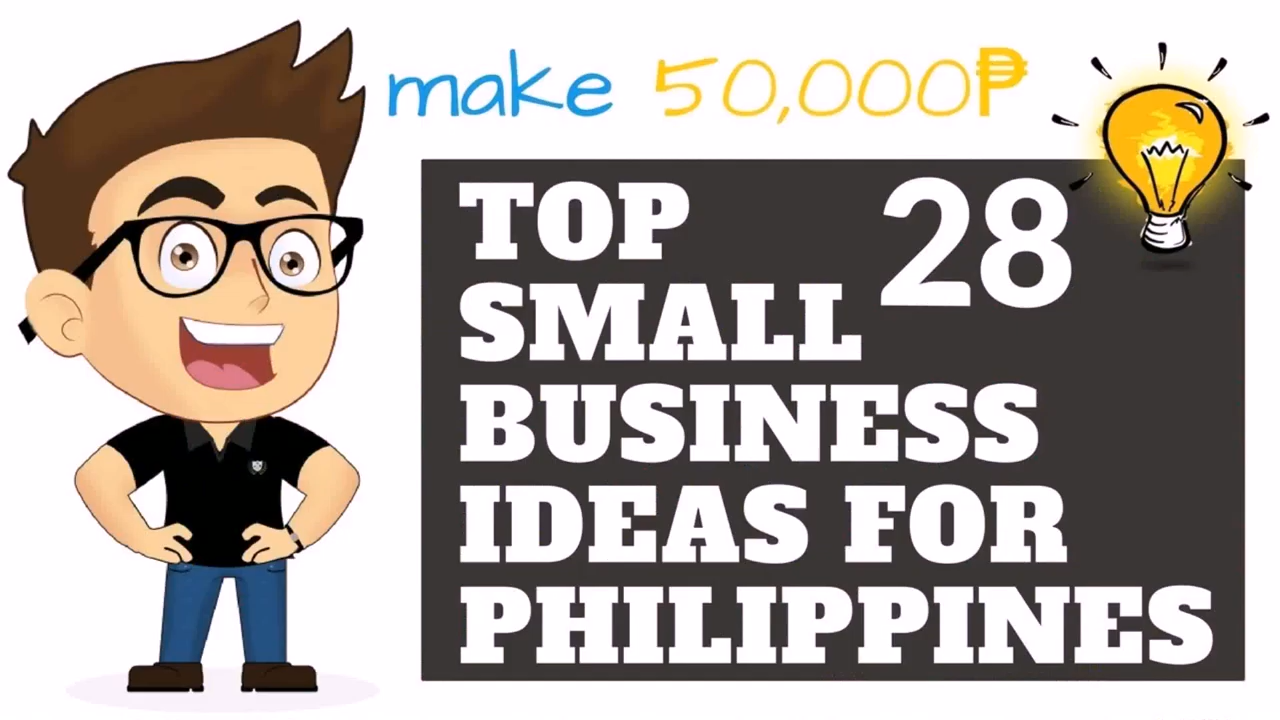 make 50,000₱
TOP 28
SMALL
BUSINESS
IDEAS FOR
PHILIPPINES